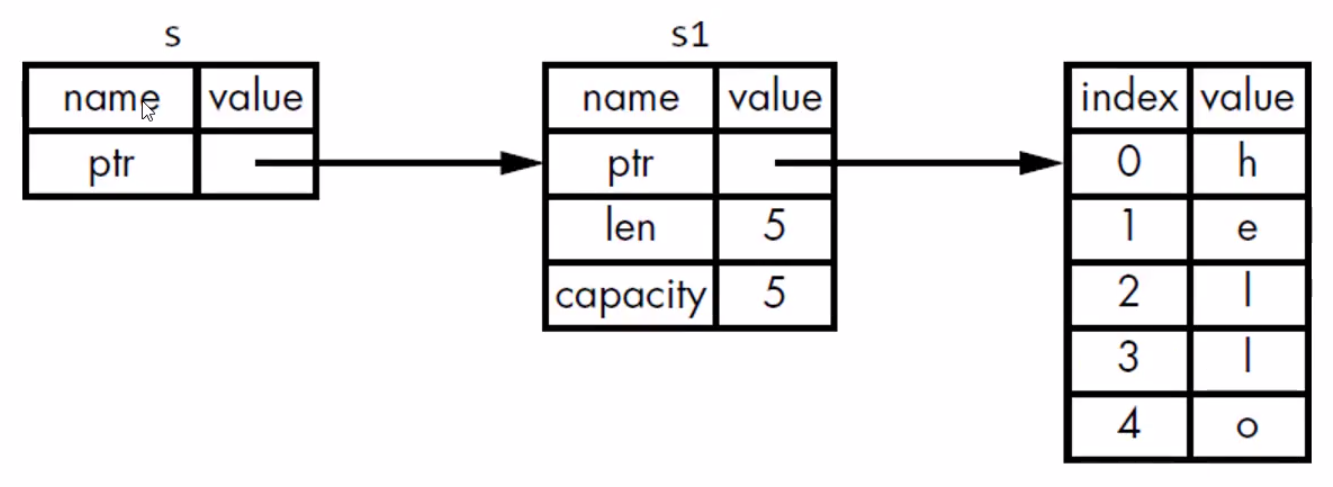 s
name value
ptr
s1
name value
ptr
len 5
capacity 5
index value
0 h
1 e
2 l
3 l
4 o